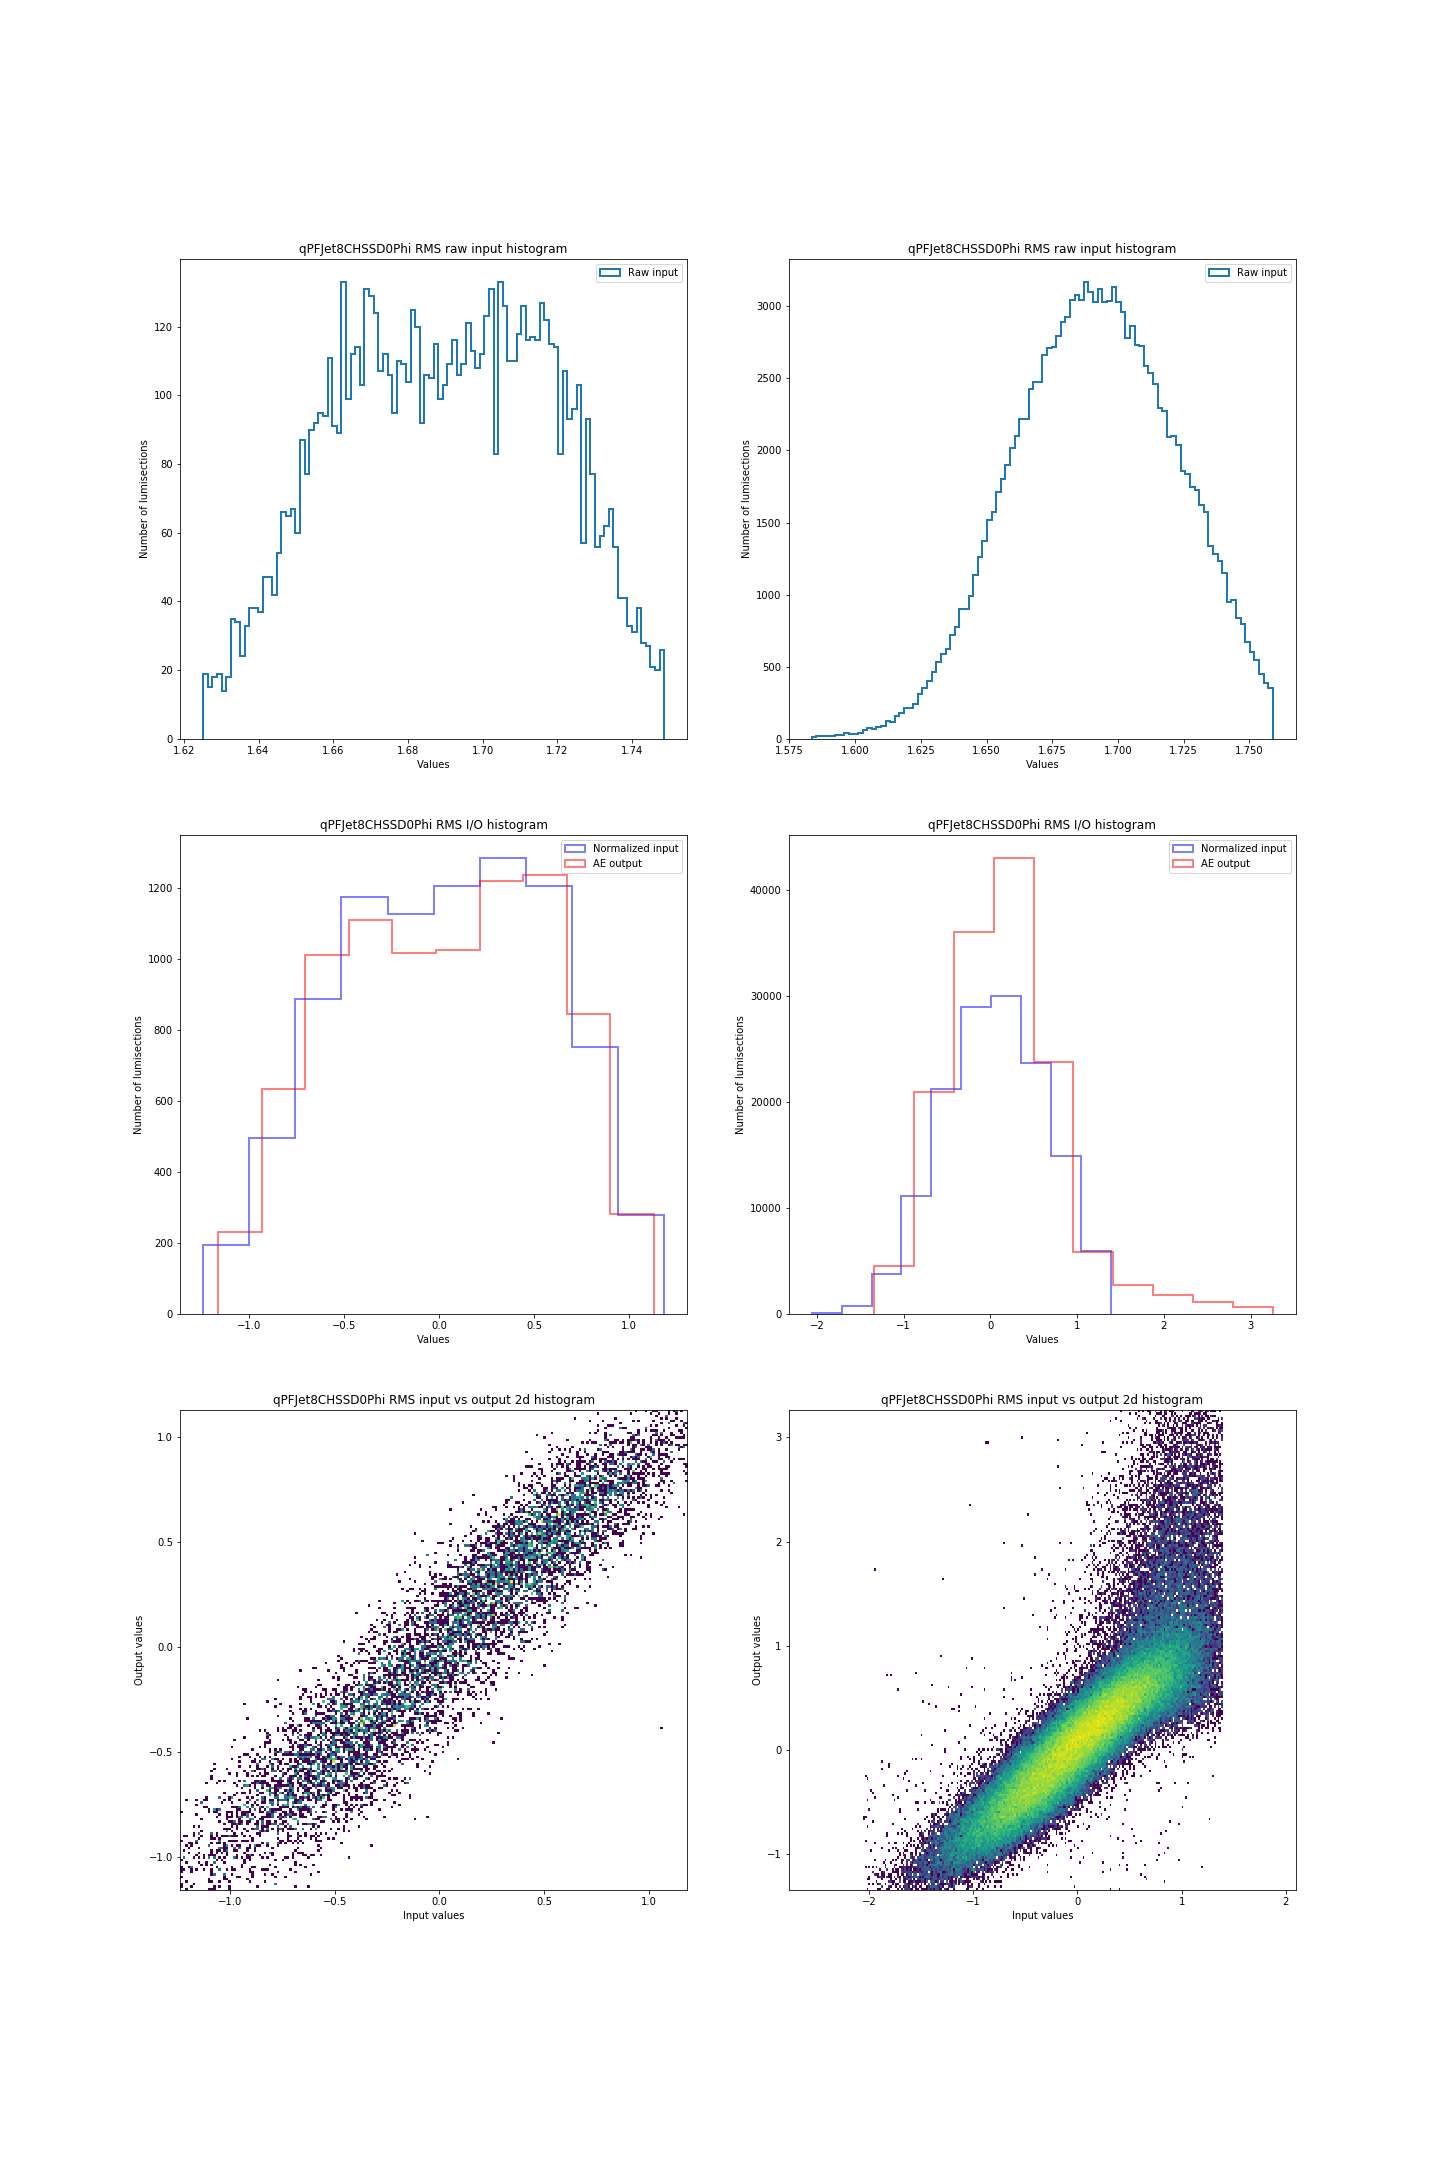 qPFJet8CHSSD0Phi RMS raw input histogram
Raw input
Number of lumisections
120
100
80
60
40
20
0
1.62 1.64 1.66 1.68 1.70 1.72 1.74
Values
qPFJet8CHSSD0Phi RMS raw input histogram
Raw input
Number of lumisections
3000
2500
2000
1500
1000
500
0
1.575 1.600 1.625 1.650 1.675 1.700 1.725 1.750
Values
qPFJet8CHSSD0Phi RMS I/O histogram
Normalized input
AE output
Number of lumisections
1200
1000
800
600
400
200
0
−1.0 −0.5 0.0 0.5 1.0
Values
qPFJet8CHSSD0Phi RMS I/O histogram
Normalized input
AE output
Number of lumisections
40000
30000
20000
10000
0
−2 −1 0 1 2 3
Values
qPFJet8CHSSD0Phi RMS input vs output 2d histogram
Output values
1.0
0.5
0.0
−0.5
−1.0
−1.0 −0.5 0.0 0.5 1.0
Input values
qPFJet8CHSSD0Phi RMS input vs output 2d histogram
Output values
3
2
1
0
−1
−2 −1 0 1 2
Input values